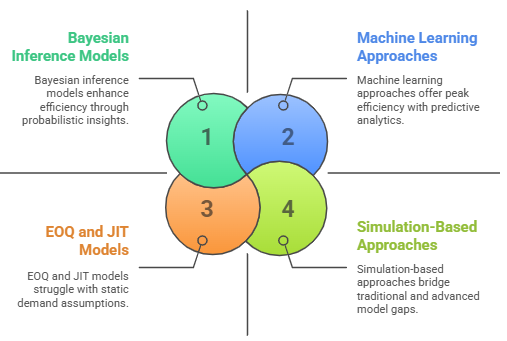 Bayesian
Inference Models
Bayesian inference
models enhance
efficiency through
probabilistic insights.
Machine Learning
Approaches
Machine learning
approaches offer peak
efficiency with predictive
analytics.
1
2
3
4
EOQ and JIT
Models
EOQ and JIT models
struggle with static
demand assumptions.
Simulation-Based
Approaches
Simulation-based
approaches bridge
traditional and advanced
model gaps.